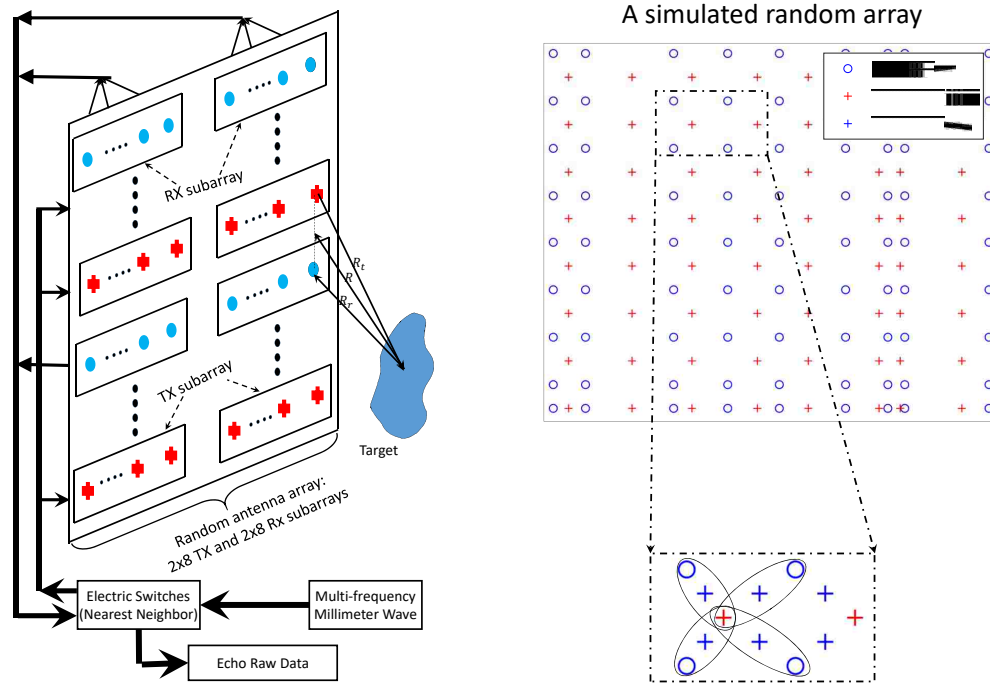 A simulated random array
RX subarray
R_t
R
R_r
TX subarray
Target
Random antenna array:
2x8 TX and 2x8 Rx subarrays
Electric Switches
(Nearest Neighbor)
Multi-frequency
Millimeter Wave
Echo Raw Data